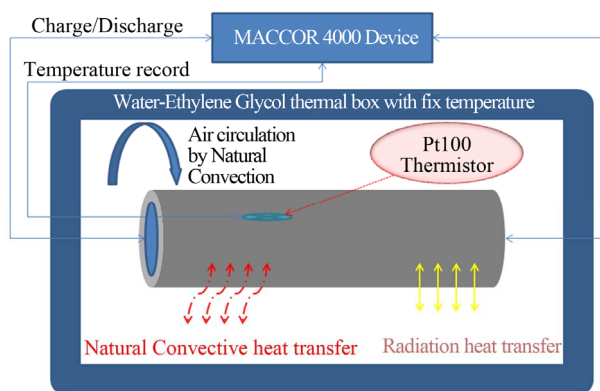 Charge/Discharge
MACCOR 4000 Device
Temperature record
Water-Ethylene Glycol thermal box with fix temperature
Air circulation
by Natural
Convection
Pt100
Thermistor
Natural Convective heat transfer
Radiation heat transfer